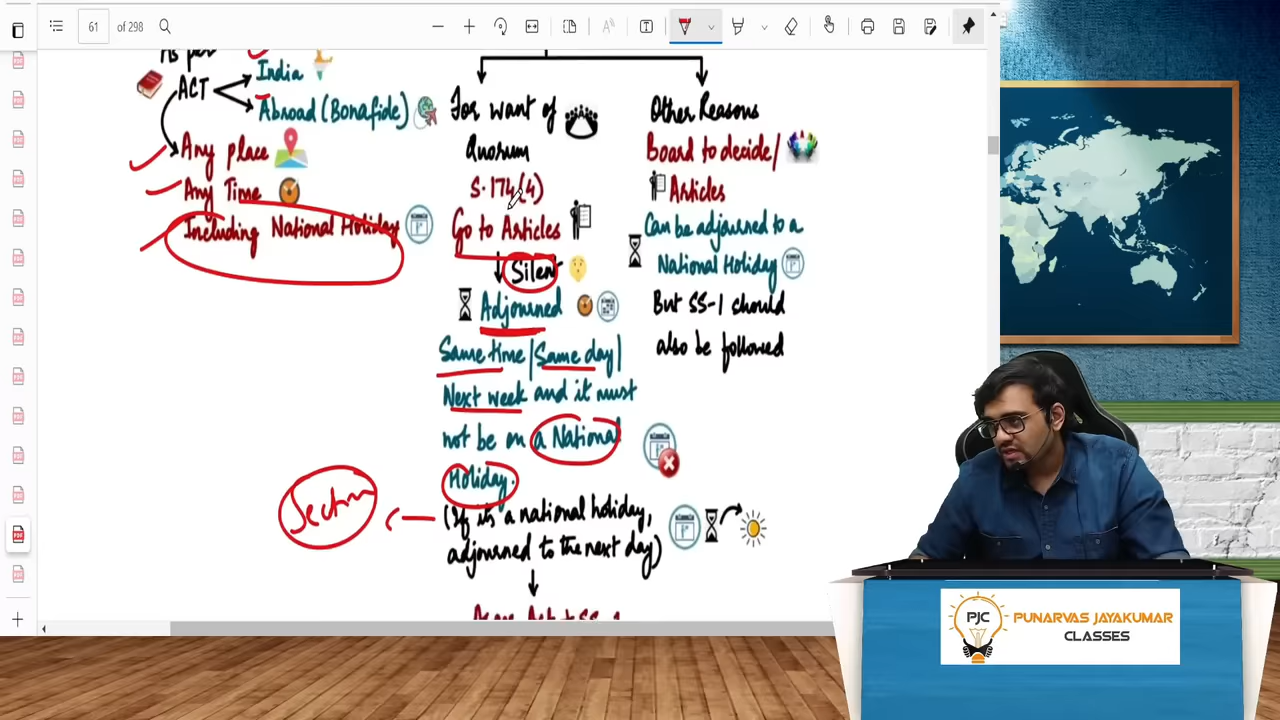 61 of 298
As per
ACT
India
Abroad (Bonafide)
Any place
Any Time
Including National Holiday
For want of
Quorum
S.174(4)
Go to Articles
Silent
Adjourned
Same time/Same day/
Next week and it must
not be on a National
Holiday.
(If its a national holiday,
adjourned to the next day)
Section
Other Reasons
Board to decide/
Articles
Can be adjourned to a
National Holiday
But SS-1 should
also be followed
PJC
PUNARVAS JAYAKUMAR
CLASSES